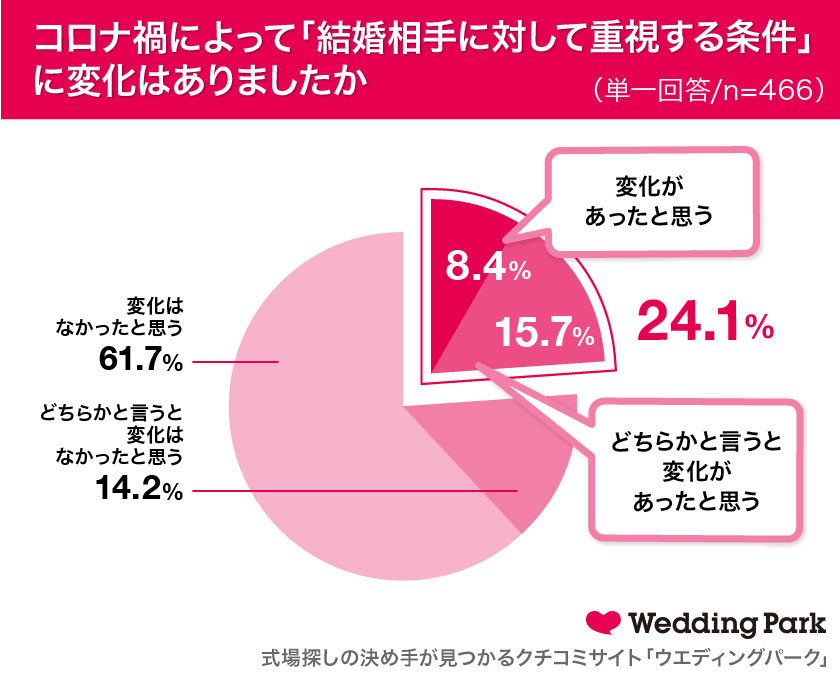 コロナ禍によって「結婚相手に対して重視する条件」
に変化はありましたか
（単一回答/n=466）
変化が
あったと思う
8.4%
15.7%
24.1%
変化は
なかったと思う
61.7%
どちらかと言うと
変化は
なかったと思う
14.2%
どちらかと言うと
変化が
あったと思う
Wedding Park
式場探しの決め手が見つかるクチコミサイト「ウエディングパーク」